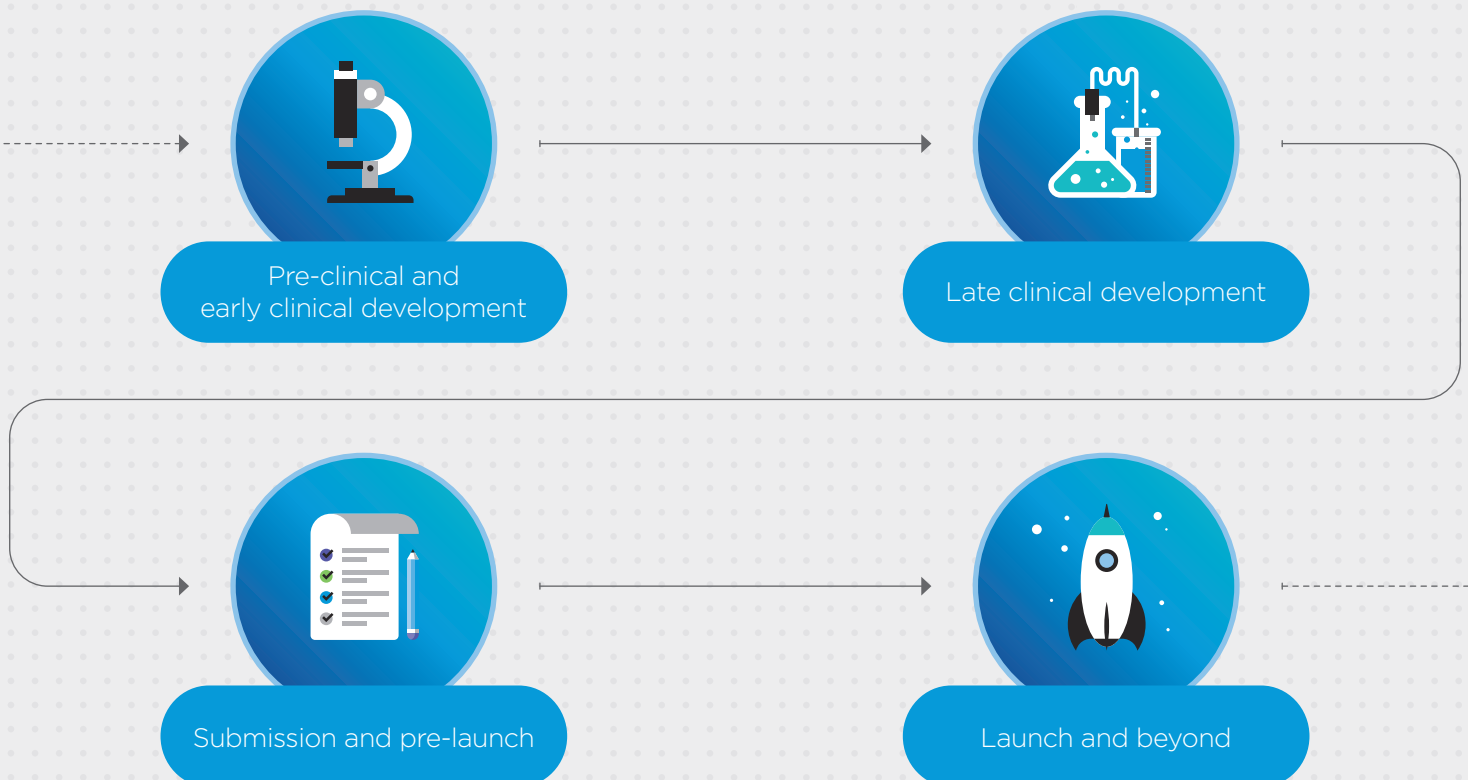 Pre-clinical and
early clinical development
Late clinical development
Submission and pre-launch
Launch and beyond